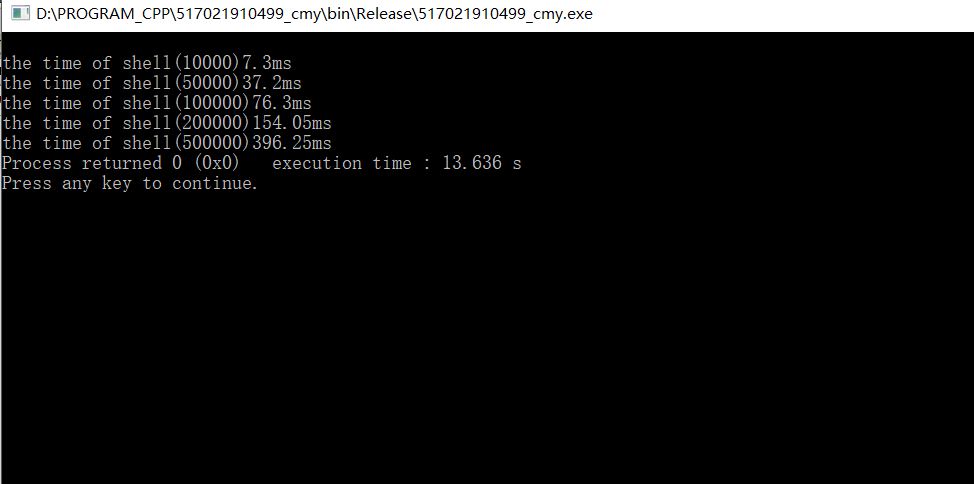 D:\PROGRAM_CPP\517021910499_cmy\bin\Release\517021910499_cmy.exe
the time of shell(10000)7.3ms
the time of shell(50000)37.2ms
the time of shell(100000)76.3ms
the time of shell(200000)154.05ms
the time of shell(500000)396.25ms
Process returned 0 (0x0)   execution time : 13.636 s
Press any key to continue.